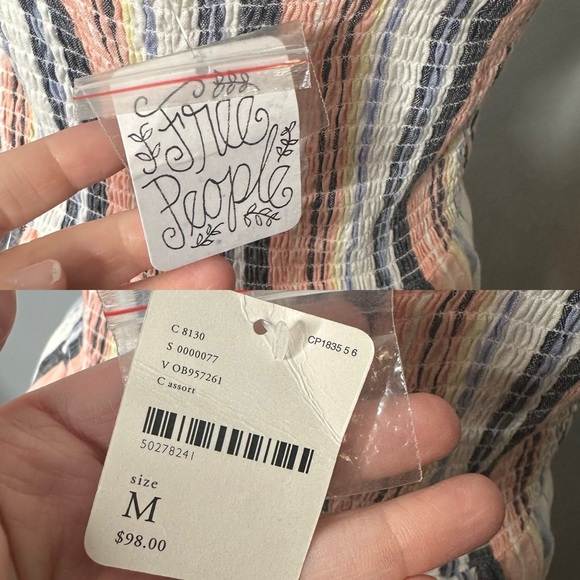 Free
People
C 8130
CP1835 5 6
S 0000077
V OB957261
C assort
50278241
size
M
$98.00